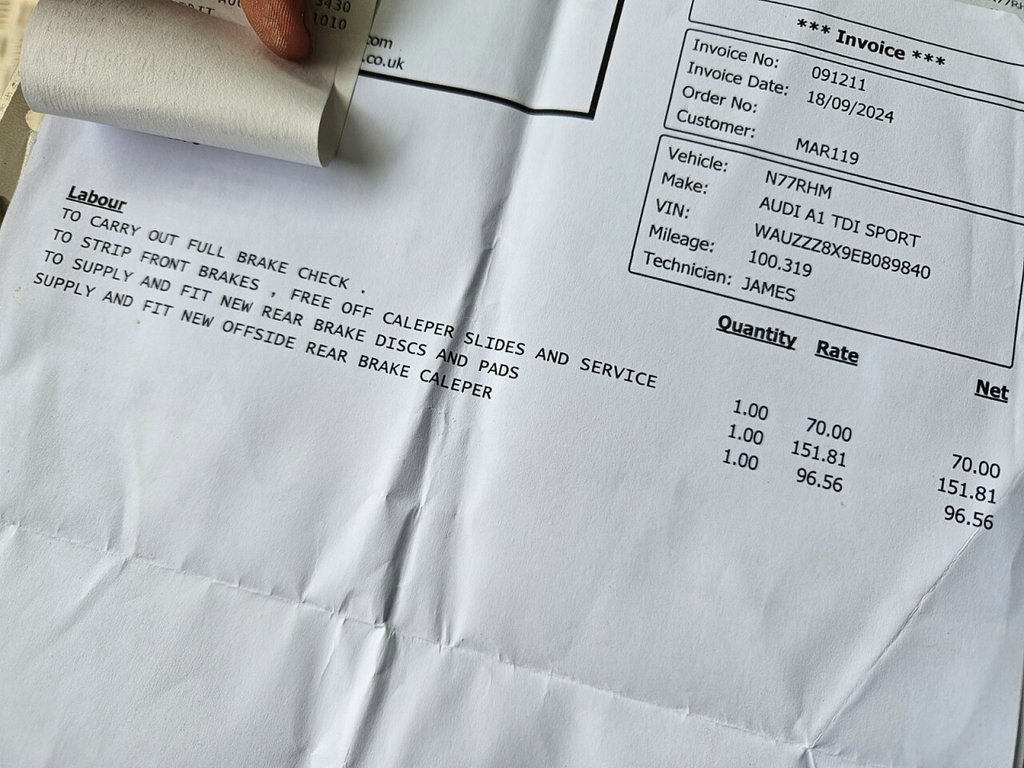 3430
1010
.com
.co.uk
*** Invoice ***
Invoice No: 091211
Invoice Date: 18/09/2024
Order No:
Customer: MAR119
Vehicle: N77RHM
Make: AUDI A1 TDI SPORT
VIN: WAUZZZ8X9EB089840
Mileage: 100.319
Technician: JAMES
Labour
TO CARRY OUT FULL BRAKE CHECK .
TO STRIP FRONT BRAKES , FREE OFF CALEPER SLIDES AND SERVICE
TO SUPPLY AND FIT NEW REAR BRAKE DISCS AND PADS
SUPPLY AND FIT NEW OFFSIDE REAR BRAKE CALEPER
Quantity Rate Net
1.00 70.00 70.00
1.00 151.81 151.81
1.00 96.56 96.56